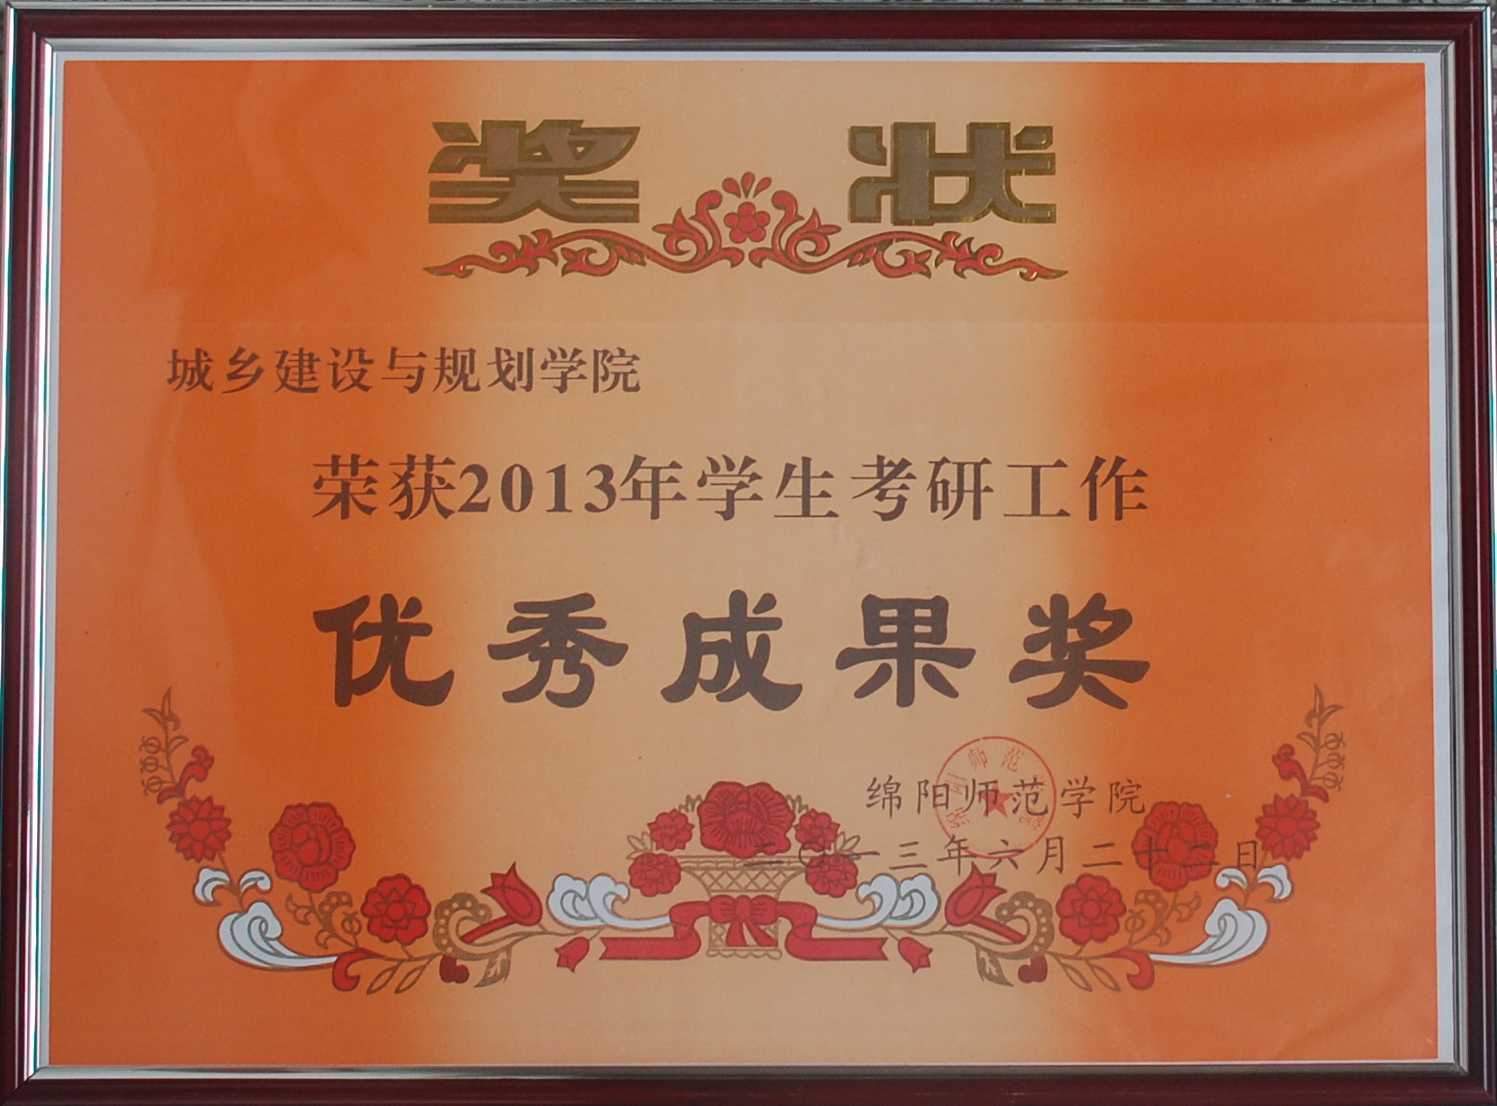 奖状
城乡建设与规划学院
荣获2013年学生考研工作
优秀成果奖
绵阳师范学院
二〇一三年六月二十二日